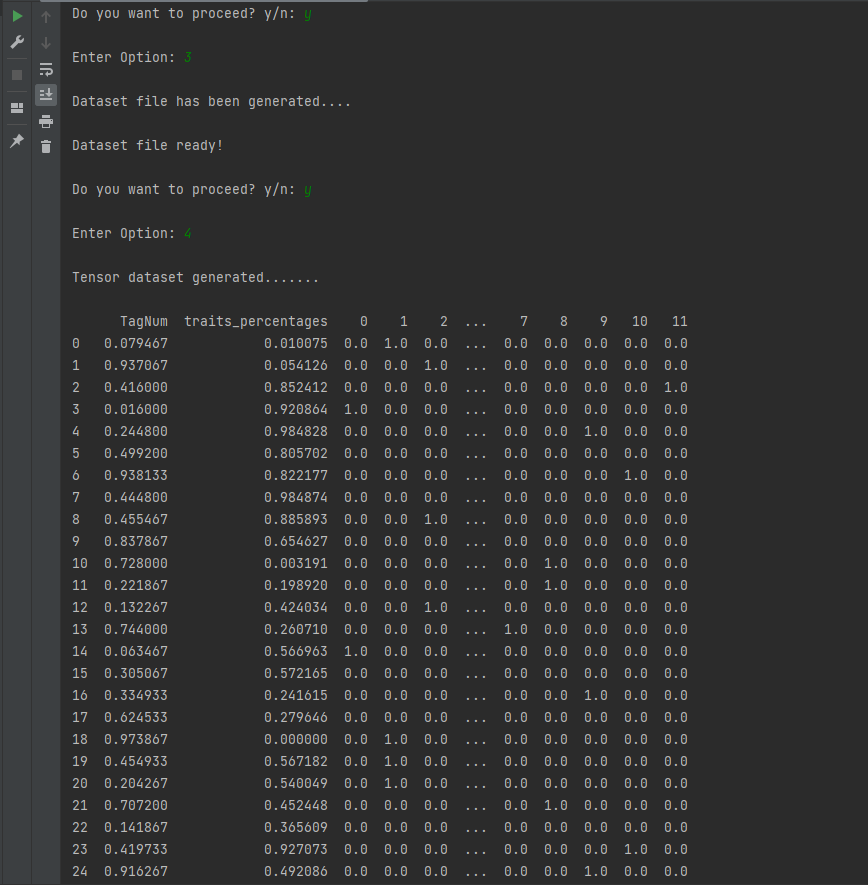 Do you want to proceed? y/n: y
Enter Option: 3
Dataset file has been generated....
Dataset file ready!
Do you want to proceed? y/n: y
Enter Option: 4
Tensor dataset generated.......
TagNum traits_percentages 0 1 2 ... 7 8 9 10 11
0 0.079467 0.010075 0.0 1.0 0.0 ... 0.0 0.0 0.0 0.0 0.0
1 0.937067 0.054126 0.0 0.0 1.0 ... 0.0 0.0 0.0 0.0 0.0
2 0.416000 0.852412 0.0 0.0 0.0 ... 0.0 0.0 0.0 0.0 1.0
3 0.016000 0.920864 1.0 0.0 0.0 ... 0.0 0.0 0.0 0.0 0.0
4 0.244800 0.984828 0.0 0.0 0.0 ... 0.0 0.0 1.0 0.0 0.0
5 0.499200 0.805702 0.0 0.0 0.0 ... 0.0 0.0 0.0 0.0 0.0
6 0.938133 0.822177 0.0 0.0 0.0 ... 0.0 0.0 0.0 1.0 0.0
7 0.444800 0.984874 0.0 0.0 0.0 ... 0.0 0.0 0.0 0.0 0.0
8 0.455467 0.885893 0.0 0.0 1.0 ... 0.0 0.0 0.0 0.0 0.0
9 0.837867 0.654627 0.0 0.0 0.0 ... 0.0 0.0 0.0 0.0 0.0
10 0.728000 0.003191 0.0 0.0 0.0 ... 0.0 1.0 0.0 0.0 0.0
11 0.221867 0.198920 0.0 0.0 0.0 ... 0.0 1.0 0.0 0.0 0.0
12 0.132267 0.424034 0.0 0.0 1.0 ... 0.0 0.0 0.0 0.0 0.0
13 0.744000 0.260710 0.0 0.0 0.0 ... 1.0 0.0 0.0 0.0 0.0
14 0.063467 0.566963 1.0 0.0 0.0 ... 0.0 0.0 0.0 0.0 0.0
15 0.305067 0.572165 0.0 0.0 0.0 ... 0.0 0.0 0.0 0.0 0.0
16 0.334933 0.241615 0.0 0.0 0.0 ... 0.0 0.0 1.0 0.0 0.0
17 0.624533 0.279646 0.0 0.0 0.0 ... 0.0 0.0 0.0 0.0 0.0
18 0.973867 0.000000 0.0 1.0 0.0 ... 0.0 0.0 0.0 0.0 0.0
19 0.454933 0.567182 0.0 1.0 0.0 ... 0.0 0.0 0.0 0.0 0.0
20 0.204267 0.540049 0.0 1.0 0.0 ... 0.0 0.0 0.0 0.0 0.0
21 0.707200 0.452448 0.0 0.0 0.0 ... 0.0 1.0 0.0 0.0 0.0
22 0.141867 0.365609 0.0 0.0 0.0 ... 0.0 0.0 0.0 0.0 0.0
23 0.419733 0.927073 0.0 0.0 0.0 ... 0.0 0.0 0.0 1.0 0.0
24 0.916267 0.492086 0.0 0.0 0.0 ... 0.0 0.0 1.0 0.0 0.0